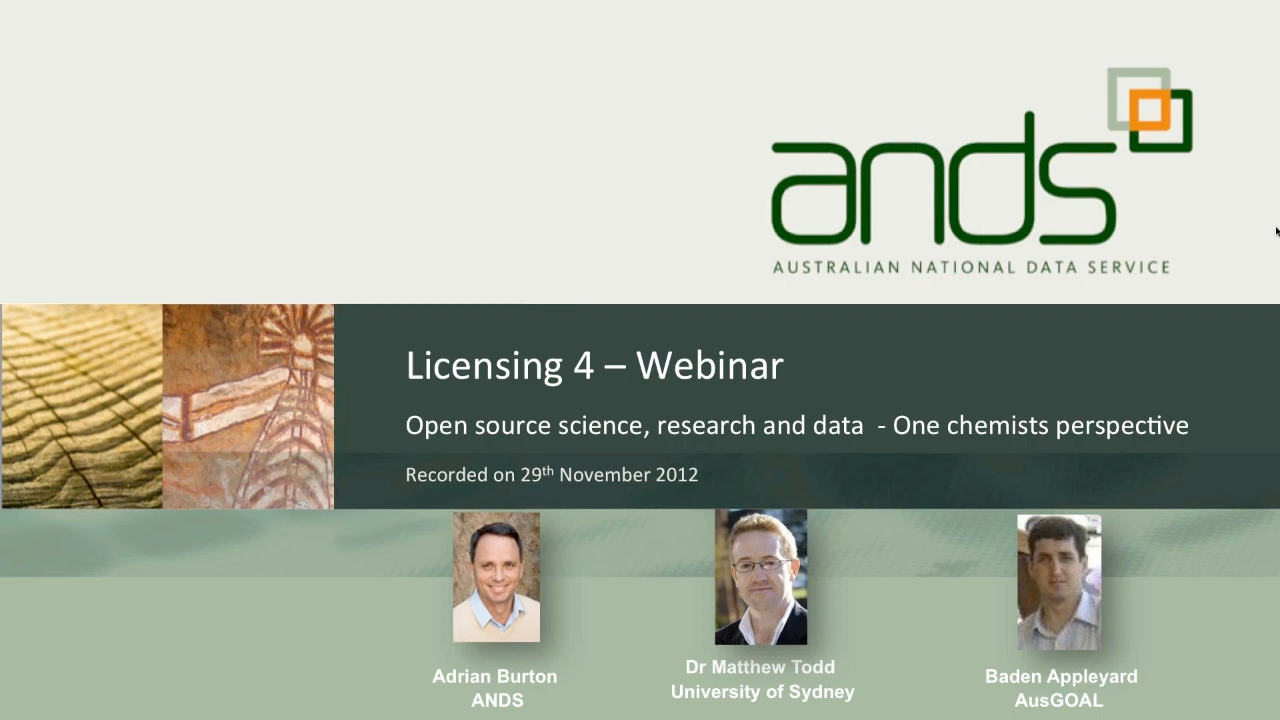 ands
AUSTRALIAN NATIONAL DATA SERVICE
Licensing 4 – Webinar
Open source science, research and data - One chemists perspective
Recorded on 29th November 2012
Adrian Burton
ANDS
Dr Matthew Todd
University of Sydney
Baden Appleyard
AusGOAL